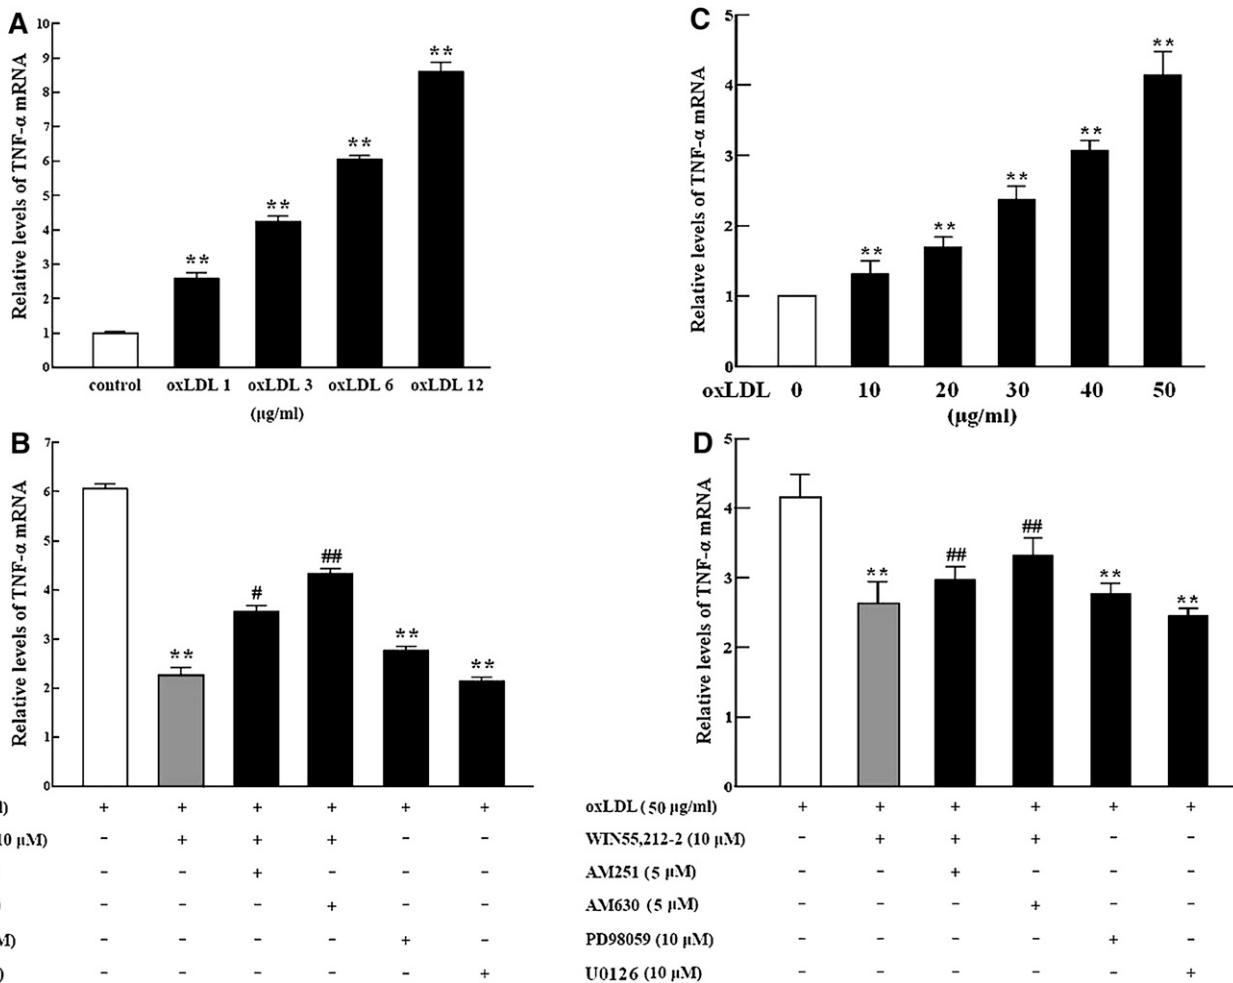 A
Relative levels of TNF-α mRNA
10
9
8
7
6
5
4
3
2
1
0
** ** ** **
control oxLDL 1 oxLDL 3 oxLDL 6 oxLDL 12
(μg/ml)
C
Relative levels of TNF-α mRNA
5
4
3
2
1
0
** ** ** ** **
oxLDL 0 10 20 30 40 50
(μg/ml)
B
Relative levels of TNF-α mRNA
7
6
5
4
3
2
1
0
** # ## ** **
l) + + + + + +
10 μM) - + + + - -
- - + - - -
) - - - + - -
M) - - - - + -
) - - - - - +
D
Relative levels of TNF-α mRNA
5
4
3
2
1
0
** ## ## ** **
oxLDL (50 μg/ml) + + + + + +
WIN55,212-2 (10 μM) - + + + - -
AM251 (5 μM) - - + - - -
AM630 (5 μM) - - - + - -
PD98059 (10 μM) - - - - + -
U0126 (10 μM) - - - - - +